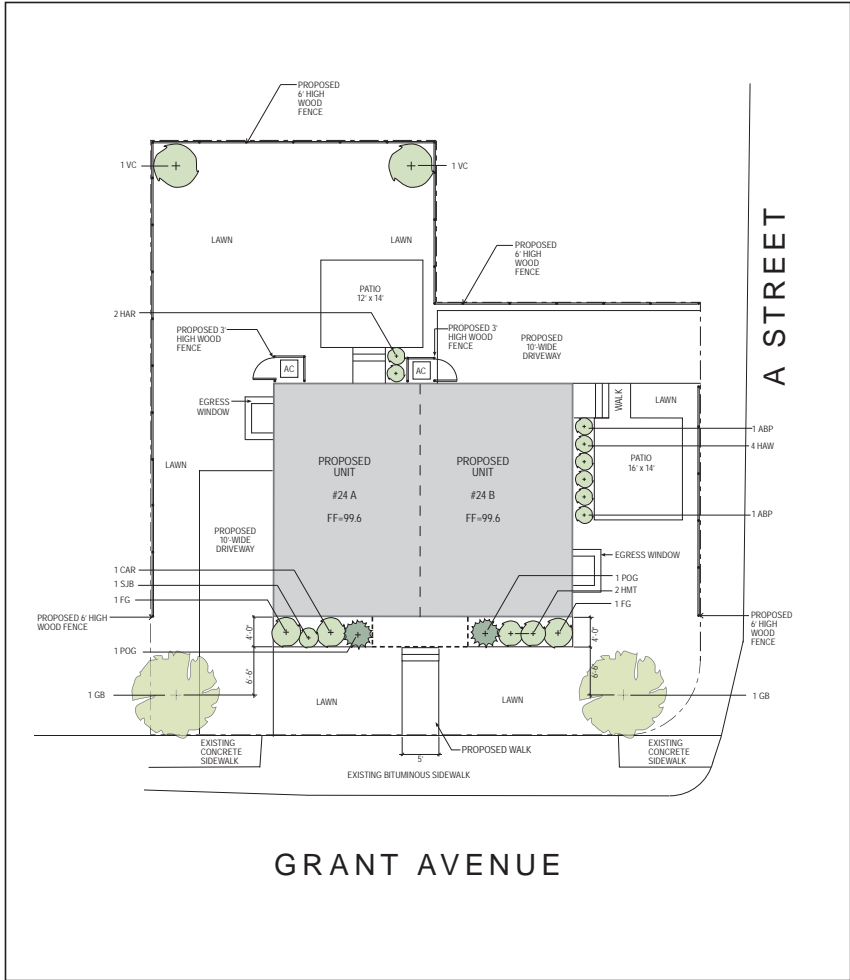 PROPOSED
6' HIGH
WOOD
FENCE
1 VC
1 VC
LAWN
LAWN
PROPOSED
6' HIGH
WOOD
FENCE
PATIO
12' x 14'
2 HAR
PROPOSED 3'
HIGH WOOD
FENCE
PROPOSED 3'
HIGH WOOD
FENCE
PROPOSED
10'-WIDE
DRIVEWAY
AC
AC
A STREET
EGRESS
WINDOW
WALK
LAWN
1 ABP
4 HAW
PATIO
16' x 14'
1 ABP
LAWN
PROPOSED
UNIT
#24 A
FF=99.6
PROPOSED
UNIT
#24 B
FF=99.6
PROPOSED
10'-WIDE
DRIVEWAY
EGRESS WINDOW
1 CAR
1 SJB
1 FG
PROPOSED 6' HIGH
WOOD FENCE
1 POG
1 POG
2 HMT
1 FG
PROPOSED
6' HIGH
WOOD
FENCE
4'-0"
4'-0"
6'-6"
6'-6"
1 GB
1 GB
LAWN
LAWN
EXISTING
CONCRETE
SIDEWALK
5'
PROPOSED WALK
EXISTING
CONCRETE
SIDEWALK
EXISTING BITUMINOUS SIDEWALK
GRANT AVENUE